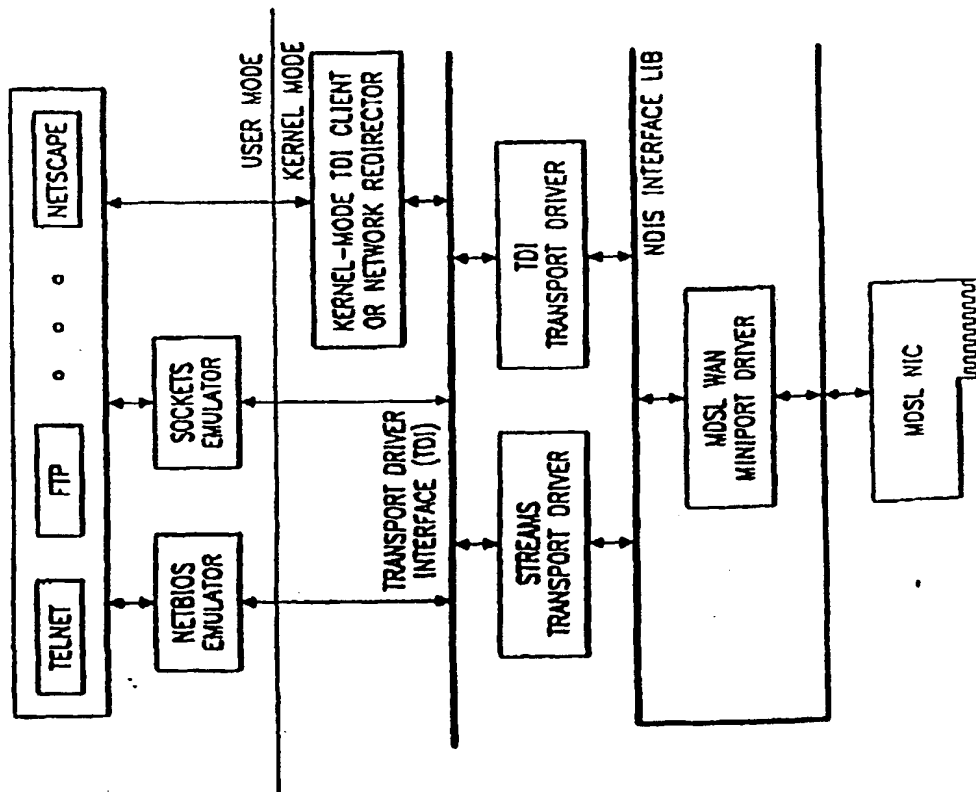 TELNET
FTP
NETSCAPE
NETBIOS
EMULATOR
SOCKETS
EMULATOR
USER MODE
KERNEL MODE
KERNEL-MODE TDI CLIENT
OR NETWORK REDIRECTOR
TRANSPORT DRIVER
INTERFACE (TDI)
STREAMS
TRANSPORT DRIVER
TDI
TRANSPORT DRIVER
NDIS INTERFACE LIB
MDSL WAN
MINIPORT DRIVER
MDSL NIC